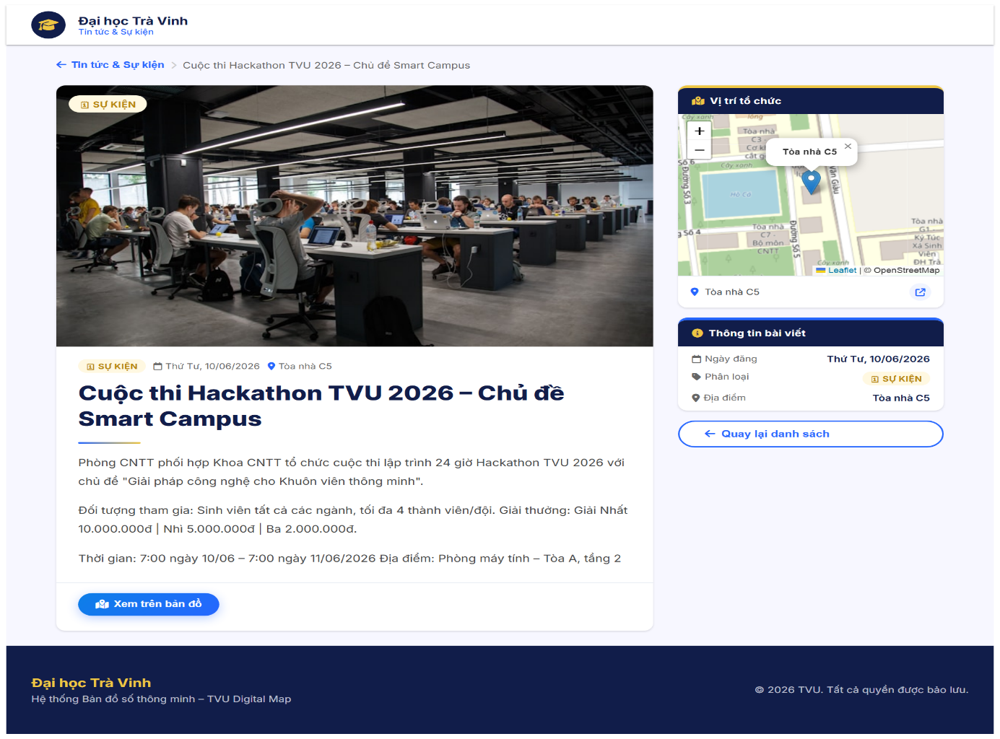 Đại học Trà Vinh
Tin tức & Sự kiện
Tin tức & Sự kiện
Cuộc thi Hackathon TVU 2026 – Chủ đề Smart Campus
SỰ KIỆN
SỰ KIỆN
Thứ Tư, 10/06/2026
Tòa nhà C5
Cuộc thi Hackathon TVU 2026 – Chủ đề
Smart Campus
Phòng CNTT phối hợp Khoa CNTT tổ chức cuộc thi lập trình 24 giờ Hackathon TVU 2026 với
chủ đề "Giải pháp công nghệ cho Khuôn viên thông minh".
Đối tượng tham gia: Sinh viên tất cả các ngành, tối đa 4 thành viên/đội. Giải thưởng: Giải Nhất
10.000.000đ | Nhì 5.000.000đ | Ba 2.000.000đ.
Thời gian: 7:00 ngày 10/06 – 7:00 ngày 11/06/2026 Địa điểm: Phòng máy tính – Tòa A, tầng 2
Xem trên bản đồ
Vị trí tổ chức
+
−
Cây xanh
Tòa nhà
C3 -
Tòa nhà C5
Cây xanh
Hồ Cá
Đường Số 3
Văn Giàu
Số 6
Số 4
Tòa nhà
C7 -
Bộ môn
CNTT
Đường Số 5
Tòa nhà
G1 -
Ký Túc
Xá Sinh
Viên
ĐH Trà
Cây xanh
Leaflet | © OpenStreetMap
Tòa nhà C5
Thông tin bài viết
Ngày đăng
Thứ Tư, 10/06/2026
Phân loại
SỰ KIỆN
Địa điểm
Tòa nhà C5
Quay lại danh sách
Đại học Trà Vinh
Hệ thống Bản đồ số thông minh – TVU Digital Map
© 2026 TVU. Tất cả quyền được bảo lưu.